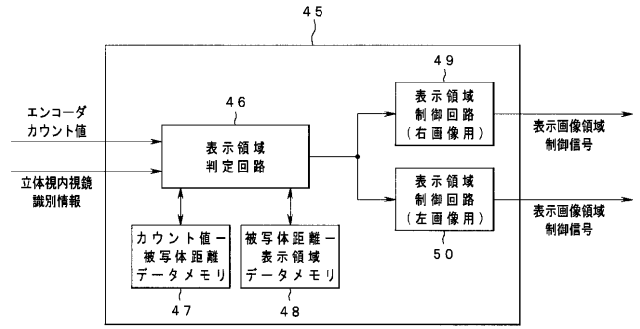 45
エンコーダ
カウント値
立体視内視鏡
識別情報
46
表示領域
判定回路
カウント値－
被写体距離
データメモリ
47
被写体距離－
表示領域
データメモリ
48
49
表示領域
制御回路
(右画像用)
表示画像領域
制御信号
表示領域
制御回路
(左画像用)
50
表示画像領域
制御信号